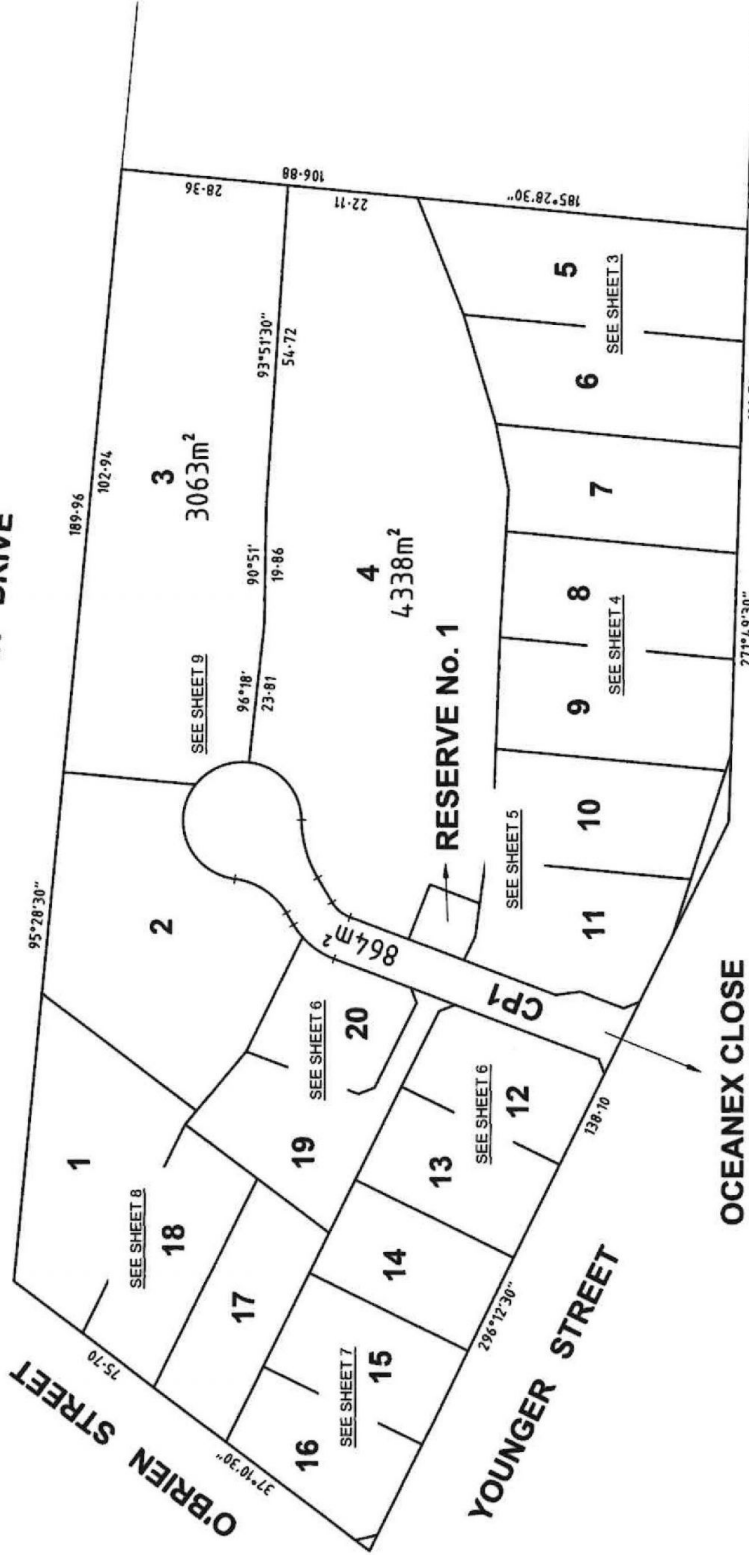 DRIVE
189·96
102·94
95°28'30"
28·36
106·88
22·11
185°28'30"
3
3063m²
93°51'30"
54·72
90°51'
19·86
96°18'
23·81
SEE SHEET 9
4
4338m²
2
1
SEE SHEET 8
18
17
19
SEE SHEET 6
20
864m²
CP1
RESERVE No. 1
5
SEE SHEET 3
6
7
8
SEE SHEET 4
9
SEE SHEET 5
10
11
271°49'30"
12
SEE SHEET 6
13
14
15
SEE SHEET 7
16
75·70
37°10'30"
O'BRIEN STREET
296°12'30"
138·10
YOUNGER STREET
OCEANEX CLOSE